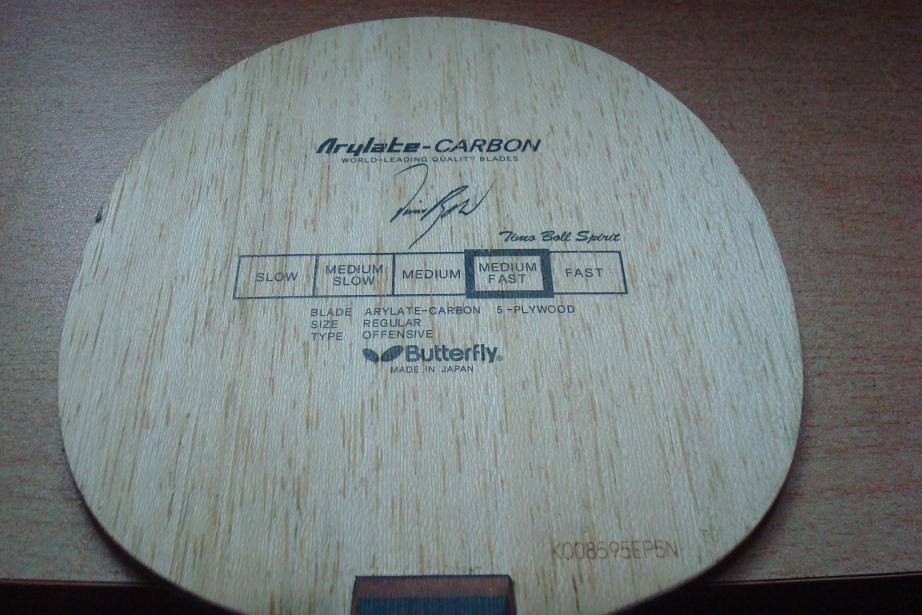 Arylate-CARBON
WORLD-LEADING QUALITY BLADES
Timo Boll Spirit
SLOW MEDIUM SLOW MEDIUM MEDIUM FAST FAST
BLADE ARYLATE-CARBON 5-PLYWOOD
SIZE REGULAR
TYPE OFFENSIVE
Butterfly®
MADE IN JAPAN
K008595EP5N